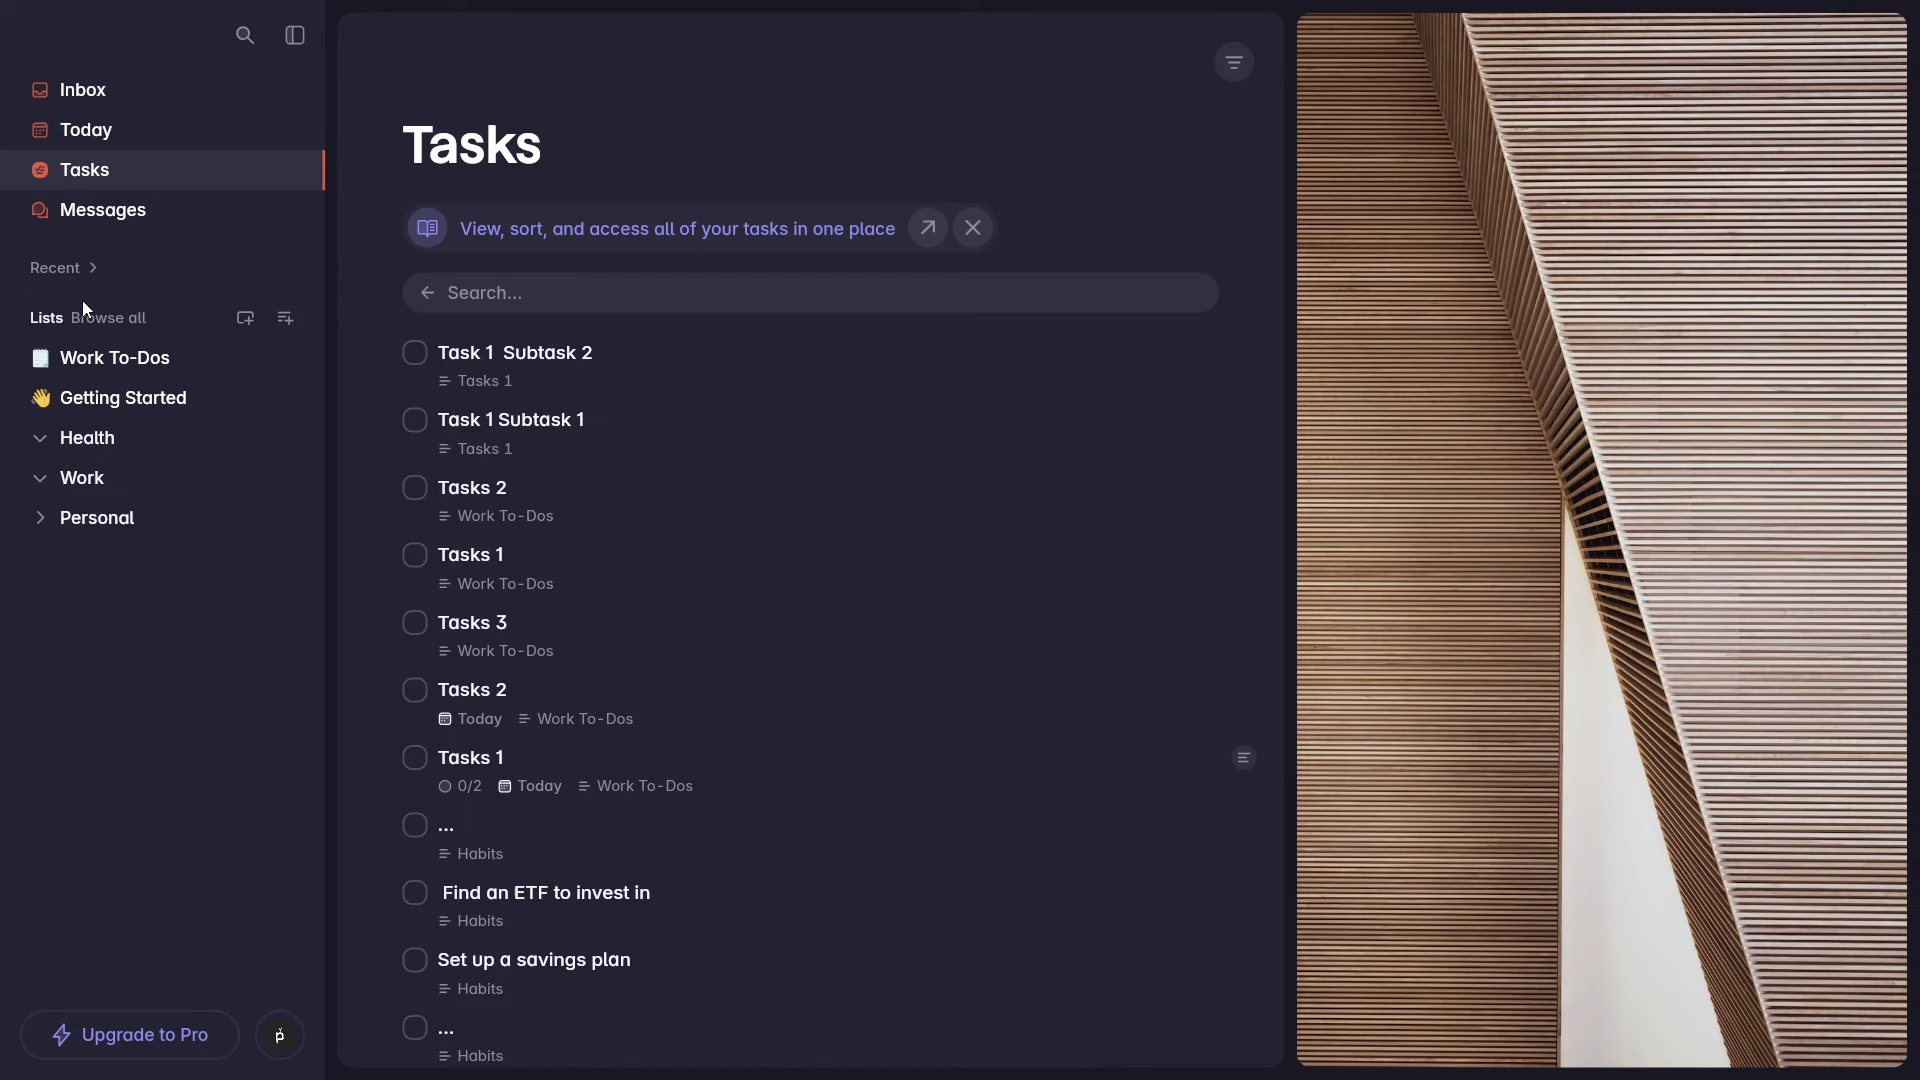 Inbox
Today
Tasks
Messages
Recent
Lists Browse all
Work To-Dos
Getting Started
Health
Work
Personal
Upgrade to Pro
Tasks
View, sort, and access all of your tasks in one place
Search...
Task 1 Subtask 2
Tasks 1
Task 1 Subtask 1
Tasks 1
Tasks 2
Work To-Dos
Tasks 1
Work To-Dos
Tasks 3
Work To-Dos
Tasks 2
Today Work To-Dos
Tasks 1
0/2 Today Work To-Dos
...
Habits
Find an ETF to invest in
Habits
Set up a savings plan
Habits
...
Habits